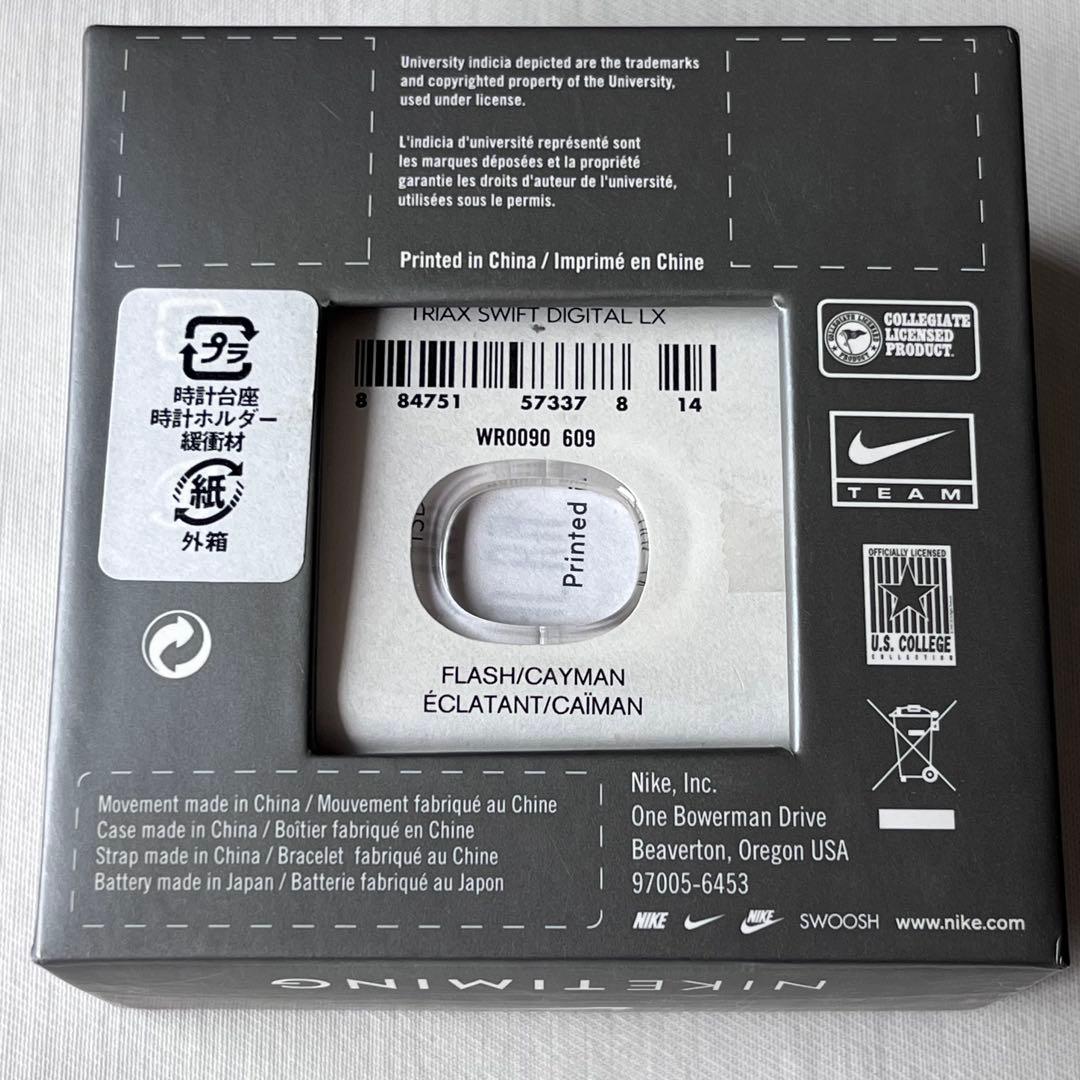 University indicia depicted are the trademarks
and copyrighted property of the University,
used under license.
L'indicia d'université représenté sont
les marques déposées et la propriété
garantie les droits d'auteur de l'université,
utilisées sous le permis.
Printed in China / Imprimé en Chine
プラ
時計台座
時計ホルダー
緩衝材
紙
外箱
TRIAX SWIFT DIGITAL LX
8 84751 57337 8 14
WR0090 609
Printed
FLASH/CAYMAN
ÉCLATANT/CAÏMAN
COLLEGIATE
LICENSED
PRODUCT.
TEAM
OFFICIALLY LICENSED
U.S. COLLEGE
COLLECTION
Movement made in China / Mouvement fabriqué au Chine
Case made in China / Boîtier fabriqué en Chine
Strap made in China / Bracelet fabriqué au Chine
Battery made in Japan / Batterie fabriqué au Japon
Nike, Inc.
One Bowerman Drive
Beaverton, Oregon USA
97005-6453
NIKE NIKE SWOOSH www.nike.com
NIKETIMING